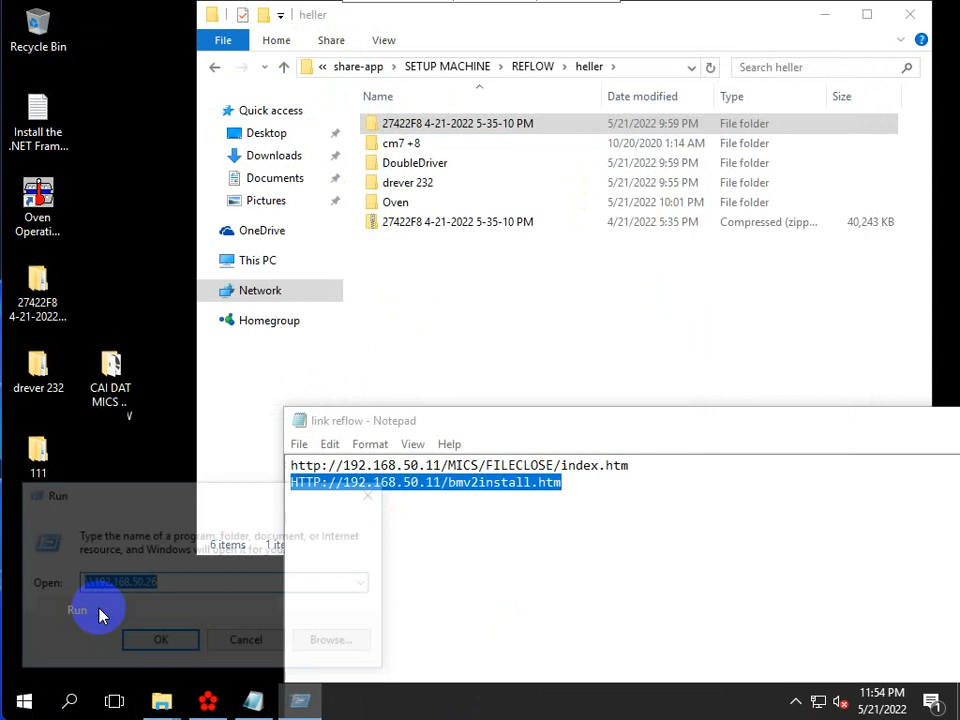 Recycle Bin
Install the
.NET Fram...
Oven
Operati...
27422F8
4-21-2022...
drever 232
CAI DAT
MICS ..
V
111
heller
File
Home
Share
View
« share-app > SETUP MACHINE > REFLOW > heller >
Search heller
Name
Date modified
Type
Size
Quick access
Desktop
Downloads
Documents
Pictures
OneDrive
This PC
Network
Homegroup
27422F8 4-21-2022 5-35-10 PM 5/21/2022 9:59 PM File folder
cm7 +8 10/20/2020 1:14 AM File folder
DoubleDriver 5/21/2022 9:59 PM File folder
drever 232 5/21/2022 9:55 PM File folder
Oven 5/21/2022 10:01 PM File folder
27422F8 4-21-2022 5-35-10 PM 4/21/2022 5:35 PM Compressed (zipp... 40,243 KB
link reflow - Notepad
File Edit Format View Help
http://192.168.50.11/MICS/FILECLOSE/index.htm
HTTP://192.168.50.11/bmv2install.htm
Run
Type the name of a program, folder, document, or Internet
resource, and Windows will open it for you
6 items 1 ite
Open: \\192.168.50.26
Run
OK
Cancel
Browse...
11:54 PM
5/21/2022
1